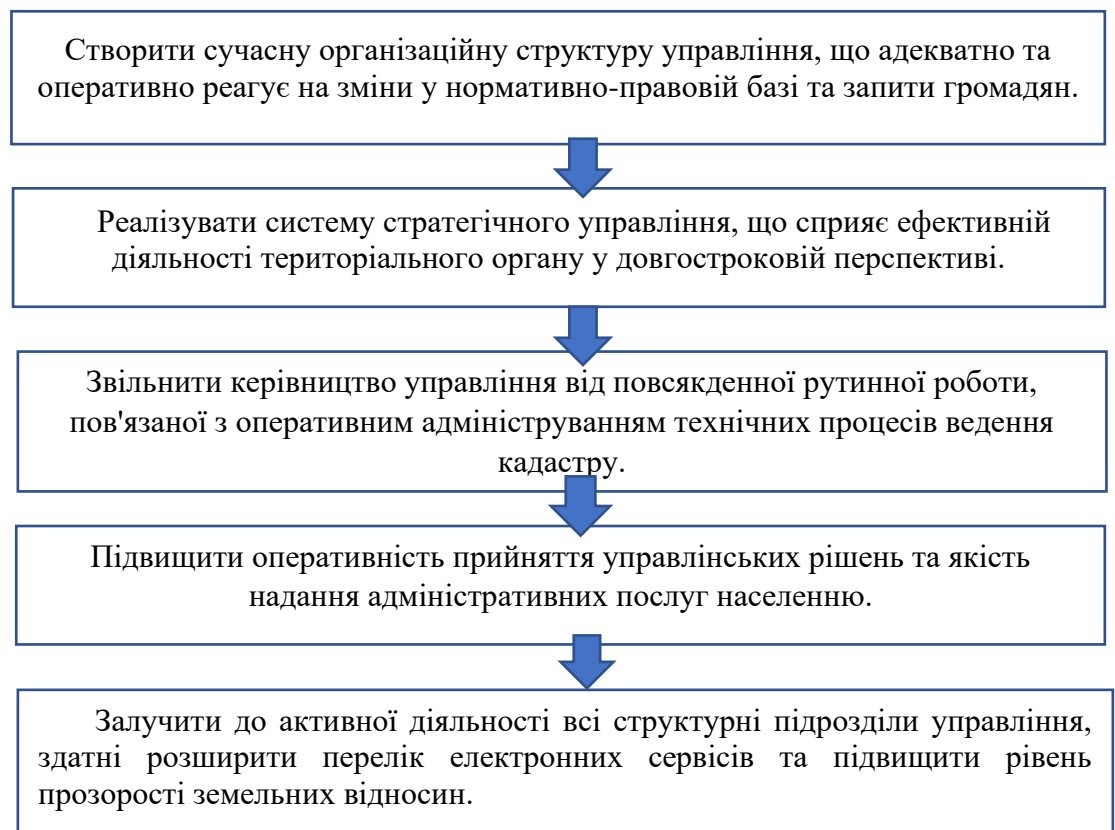 Створити сучасну організаційну структуру управління, що адекватно та
оперативно реагує на зміни у нормативно-правовій базі та запити громадян.
Реалізувати систему стратегічного управління, що сприяє ефективній
діяльності територіального органу у довгостроковій перспективі.
Звільнити керівництво управління від повсякденної рутинної роботи,
пов'язаної з оперативним адмініструванням технічних процесів ведення
кадастру.
Підвищити оперативність прийняття управлінських рішень та якість
надання адміністративних послуг населенню.
Залучити до активної діяльності всі структурні підрозділи управління,
здатні розширити перелік електронних сервісів та підвищити рівень
прозорості земельних відносин.